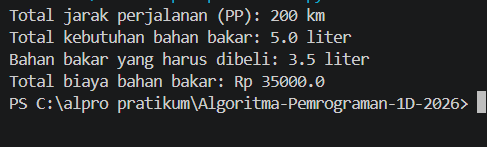 Total jarak perjalanan (PP): 200 km
Total kebutuhan bahan bakar: 5.0 liter
Bahan bakar yang harus dibeli: 3.5 liter
Total biaya bahan bakar: Rp 35000.0
PS C:\alpro pratikum\Algoritma-Pemrograman-1D-2026>